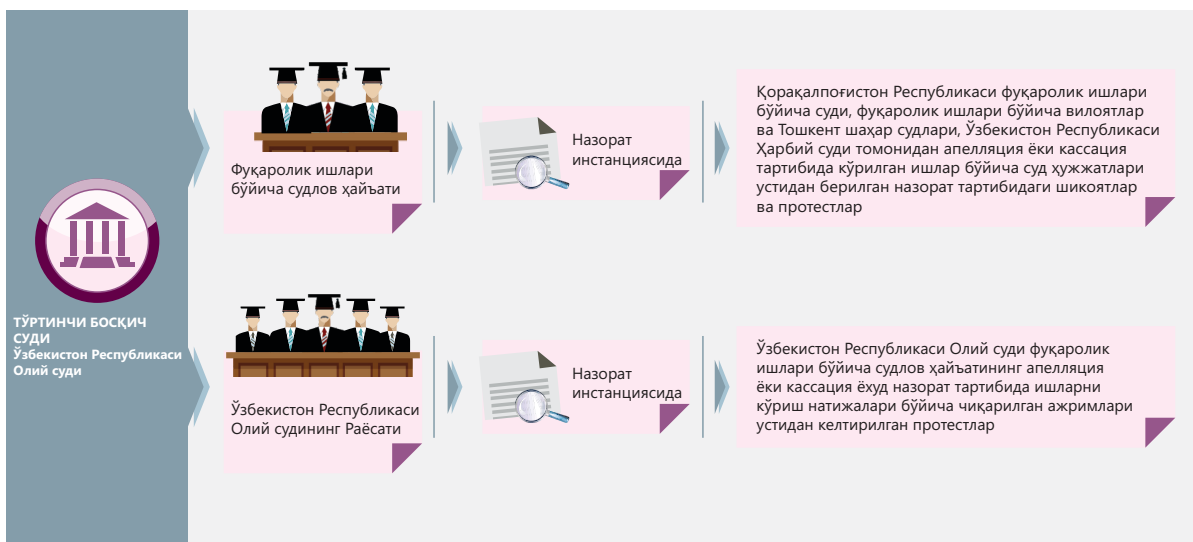 ТЎРТИНЧИ БОСҚИЧ
СУДИ
Ўзбекистон Республикаси
Олий суди
Фуқаролик ишлари
бўйича судлов ҳайъати
Назорат
инстанциясида
Қорақалпоғистон Республикаси фуқаролик ишлари
бўйича суди, фуқаролик ишлари бўйича вилоятлар
ва Тошкент шаҳар судлари, Ўзбекистон Республикаси
Ҳарбий суди томонидан апелляция ёки кассация
тартибида кўрилган ишлар бўйича суд ҳужжатлари
устидан берилган назорат тартибидаги шикоятлар
ва протестлар
Ўзбекистон Республикаси
Олий судининг Раёсати
Назорат
инстанциясида
Ўзбекистон Республикаси Олий суди фуқаролик
ишлари бўйича судлов ҳайъатининг апелляция
ёки кассация ёхуд назорат тартибида ишларни
кўриш натижалари бўйича чиқарилган ажримлари
устидан келтирилган протестлар